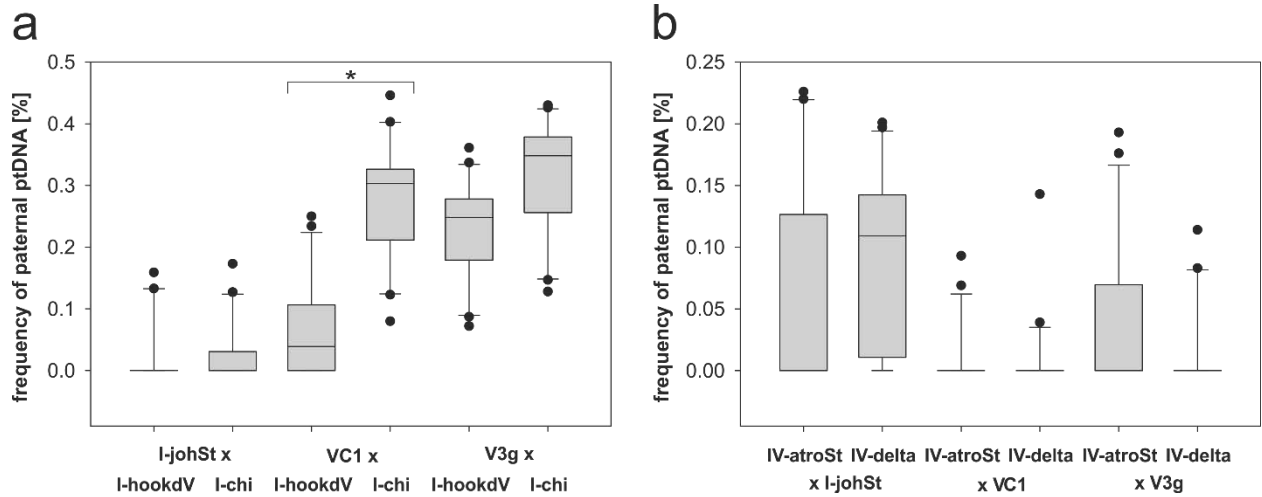 a
frequency of paternal ptDNA [%]
0.5
0.4
0.3
0.2
0.1
0.0
*
I-johSt x VC1 x V3g x
I-hookdV I-chi I-hookdV I-chi I-hookdV I-chi
b
frequency of paternal ptDNA [%]
0.25
0.20
0.15
0.10
0.05
0.00
IV-atroSt IV-delta IV-atroSt IV-delta IV-atroSt IV-delta
x I-johSt x VC1 x V3g